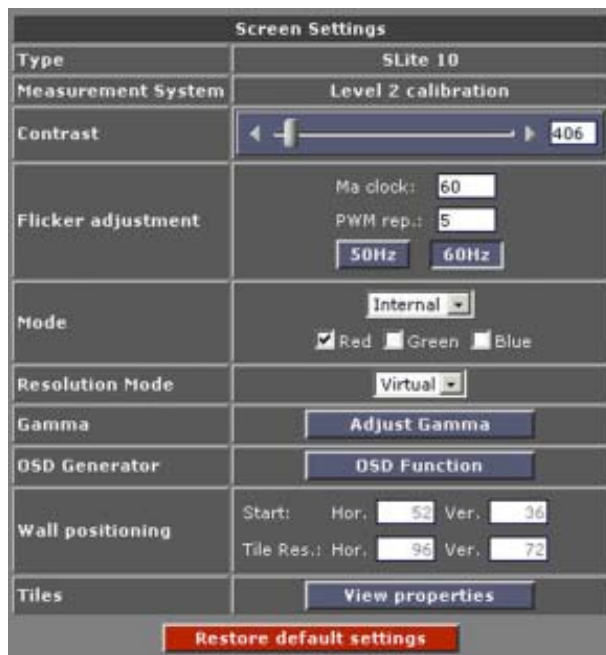 Screen Settings
Type SLite 10
Measurement System Level 2 calibration
Contrast 406
Ma clock: 60
Flicker adjustment PWM rep.: 5
50Hz 60Hz
Mode Internal
Red Green Blue
Resolution Mode Virtual
Gamma Adjust Gamma
OSD Generator OSD Function
Wall positioning
Start: Hor. 52 Ver. 36
Tile Res.: Hor. 96 Ver. 72
Tiles View properties
Restore default settings